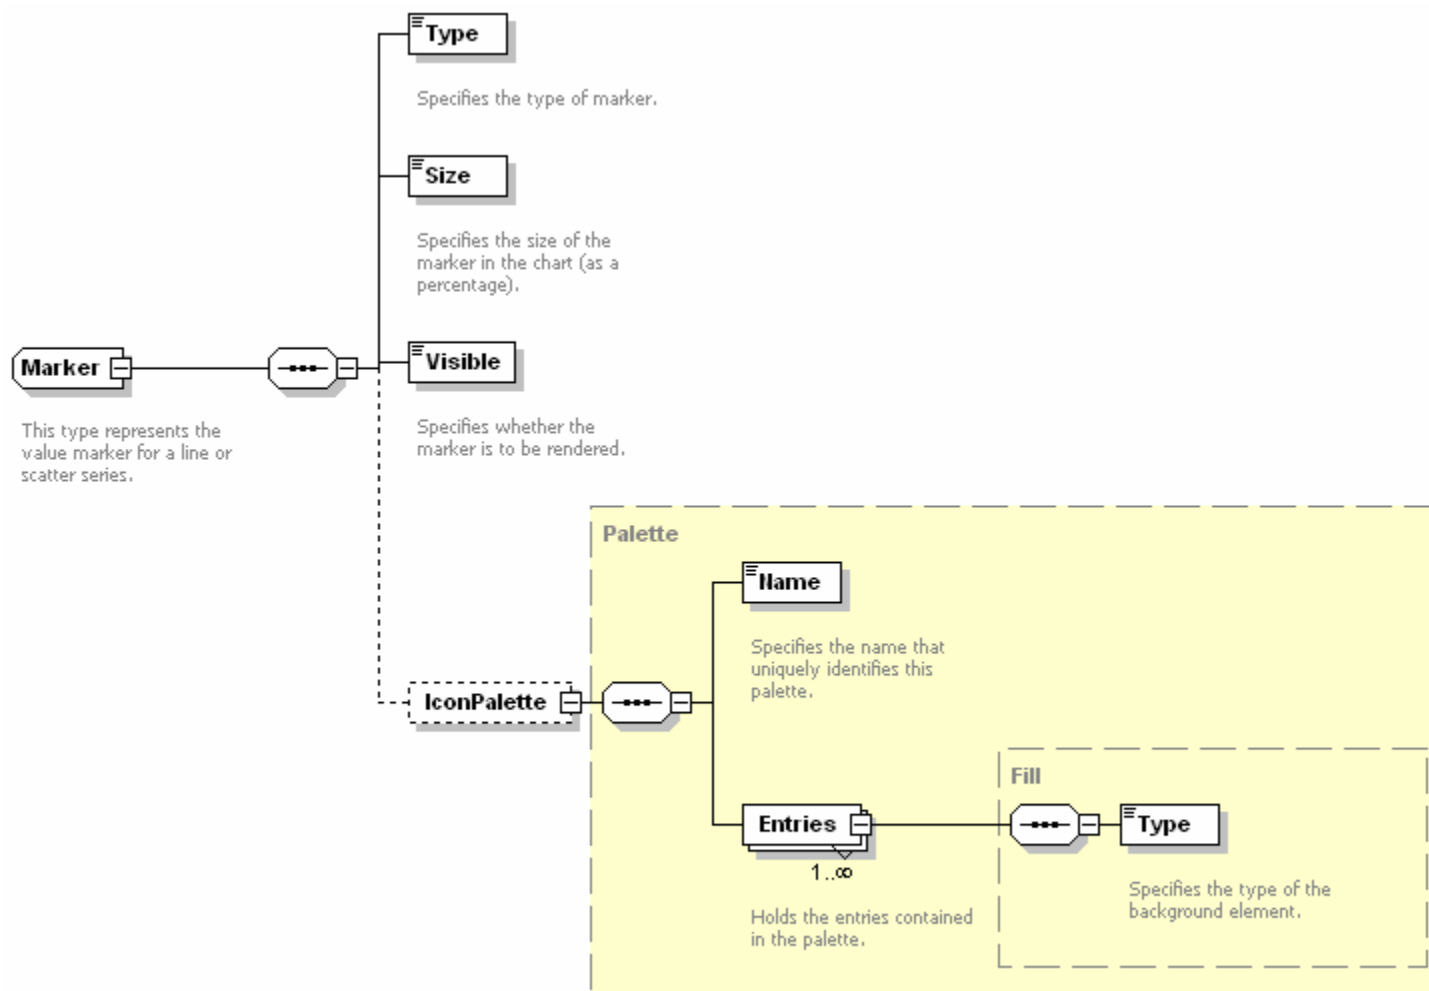 Type
Specifies the type of marker.
Size
Specifies the size of the
marker in the chart (as a
percentage).
Marker
This type represents the
value marker for a line or
scatter series.
Visible
Specifies whether the
marker is to be rendered.
Palette
Name
Specifies the name that
uniquely identifies this
palette.
IconPalette
Entries
1..∞
Holds the entries contained
in the palette.
Fill
Type
Specifies the type of the
background element.